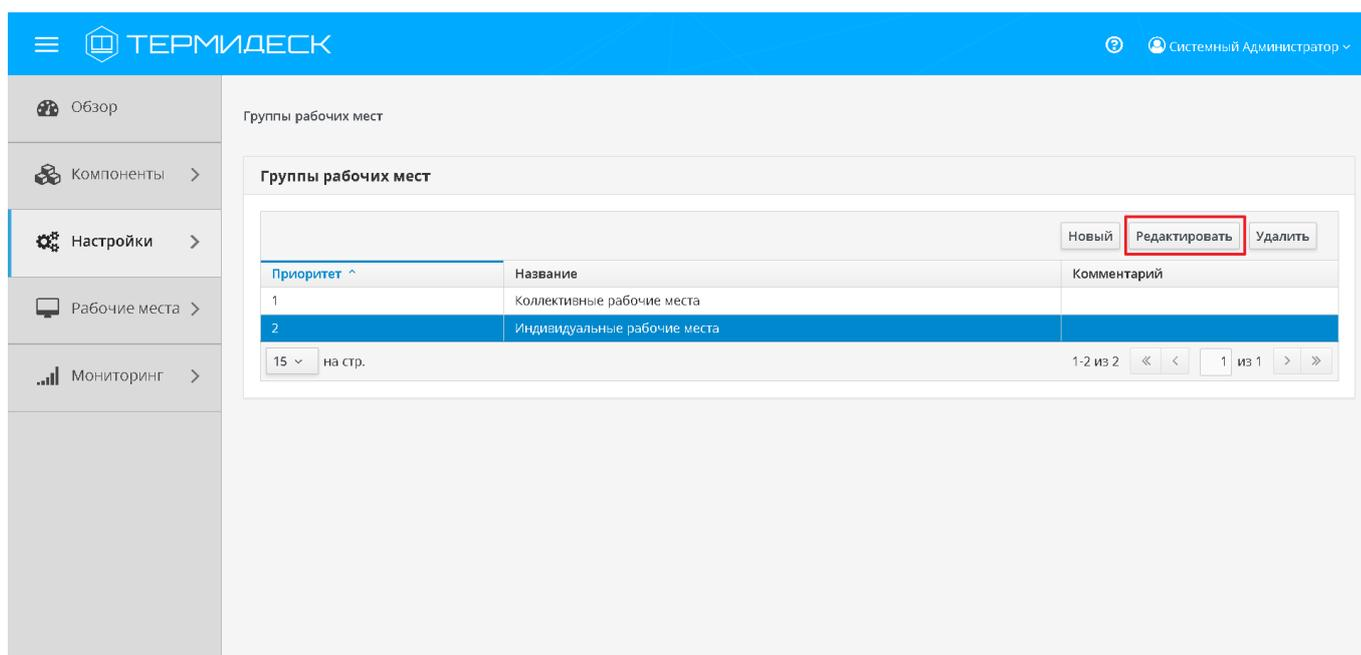 ТЕРМИДЕСК
Системный Администратор
Обзор
Компоненты
Настройки
Рабочие места
Мониторинг
Группы рабочих мест
Группы рабочих мест
Новый Редактировать Удалить
Приоритет Название Комментарий
1 Коллективные рабочие места
2 Индивидуальные рабочие места
15 на стр. 1-2 из 2 « < 1 из 1 > »